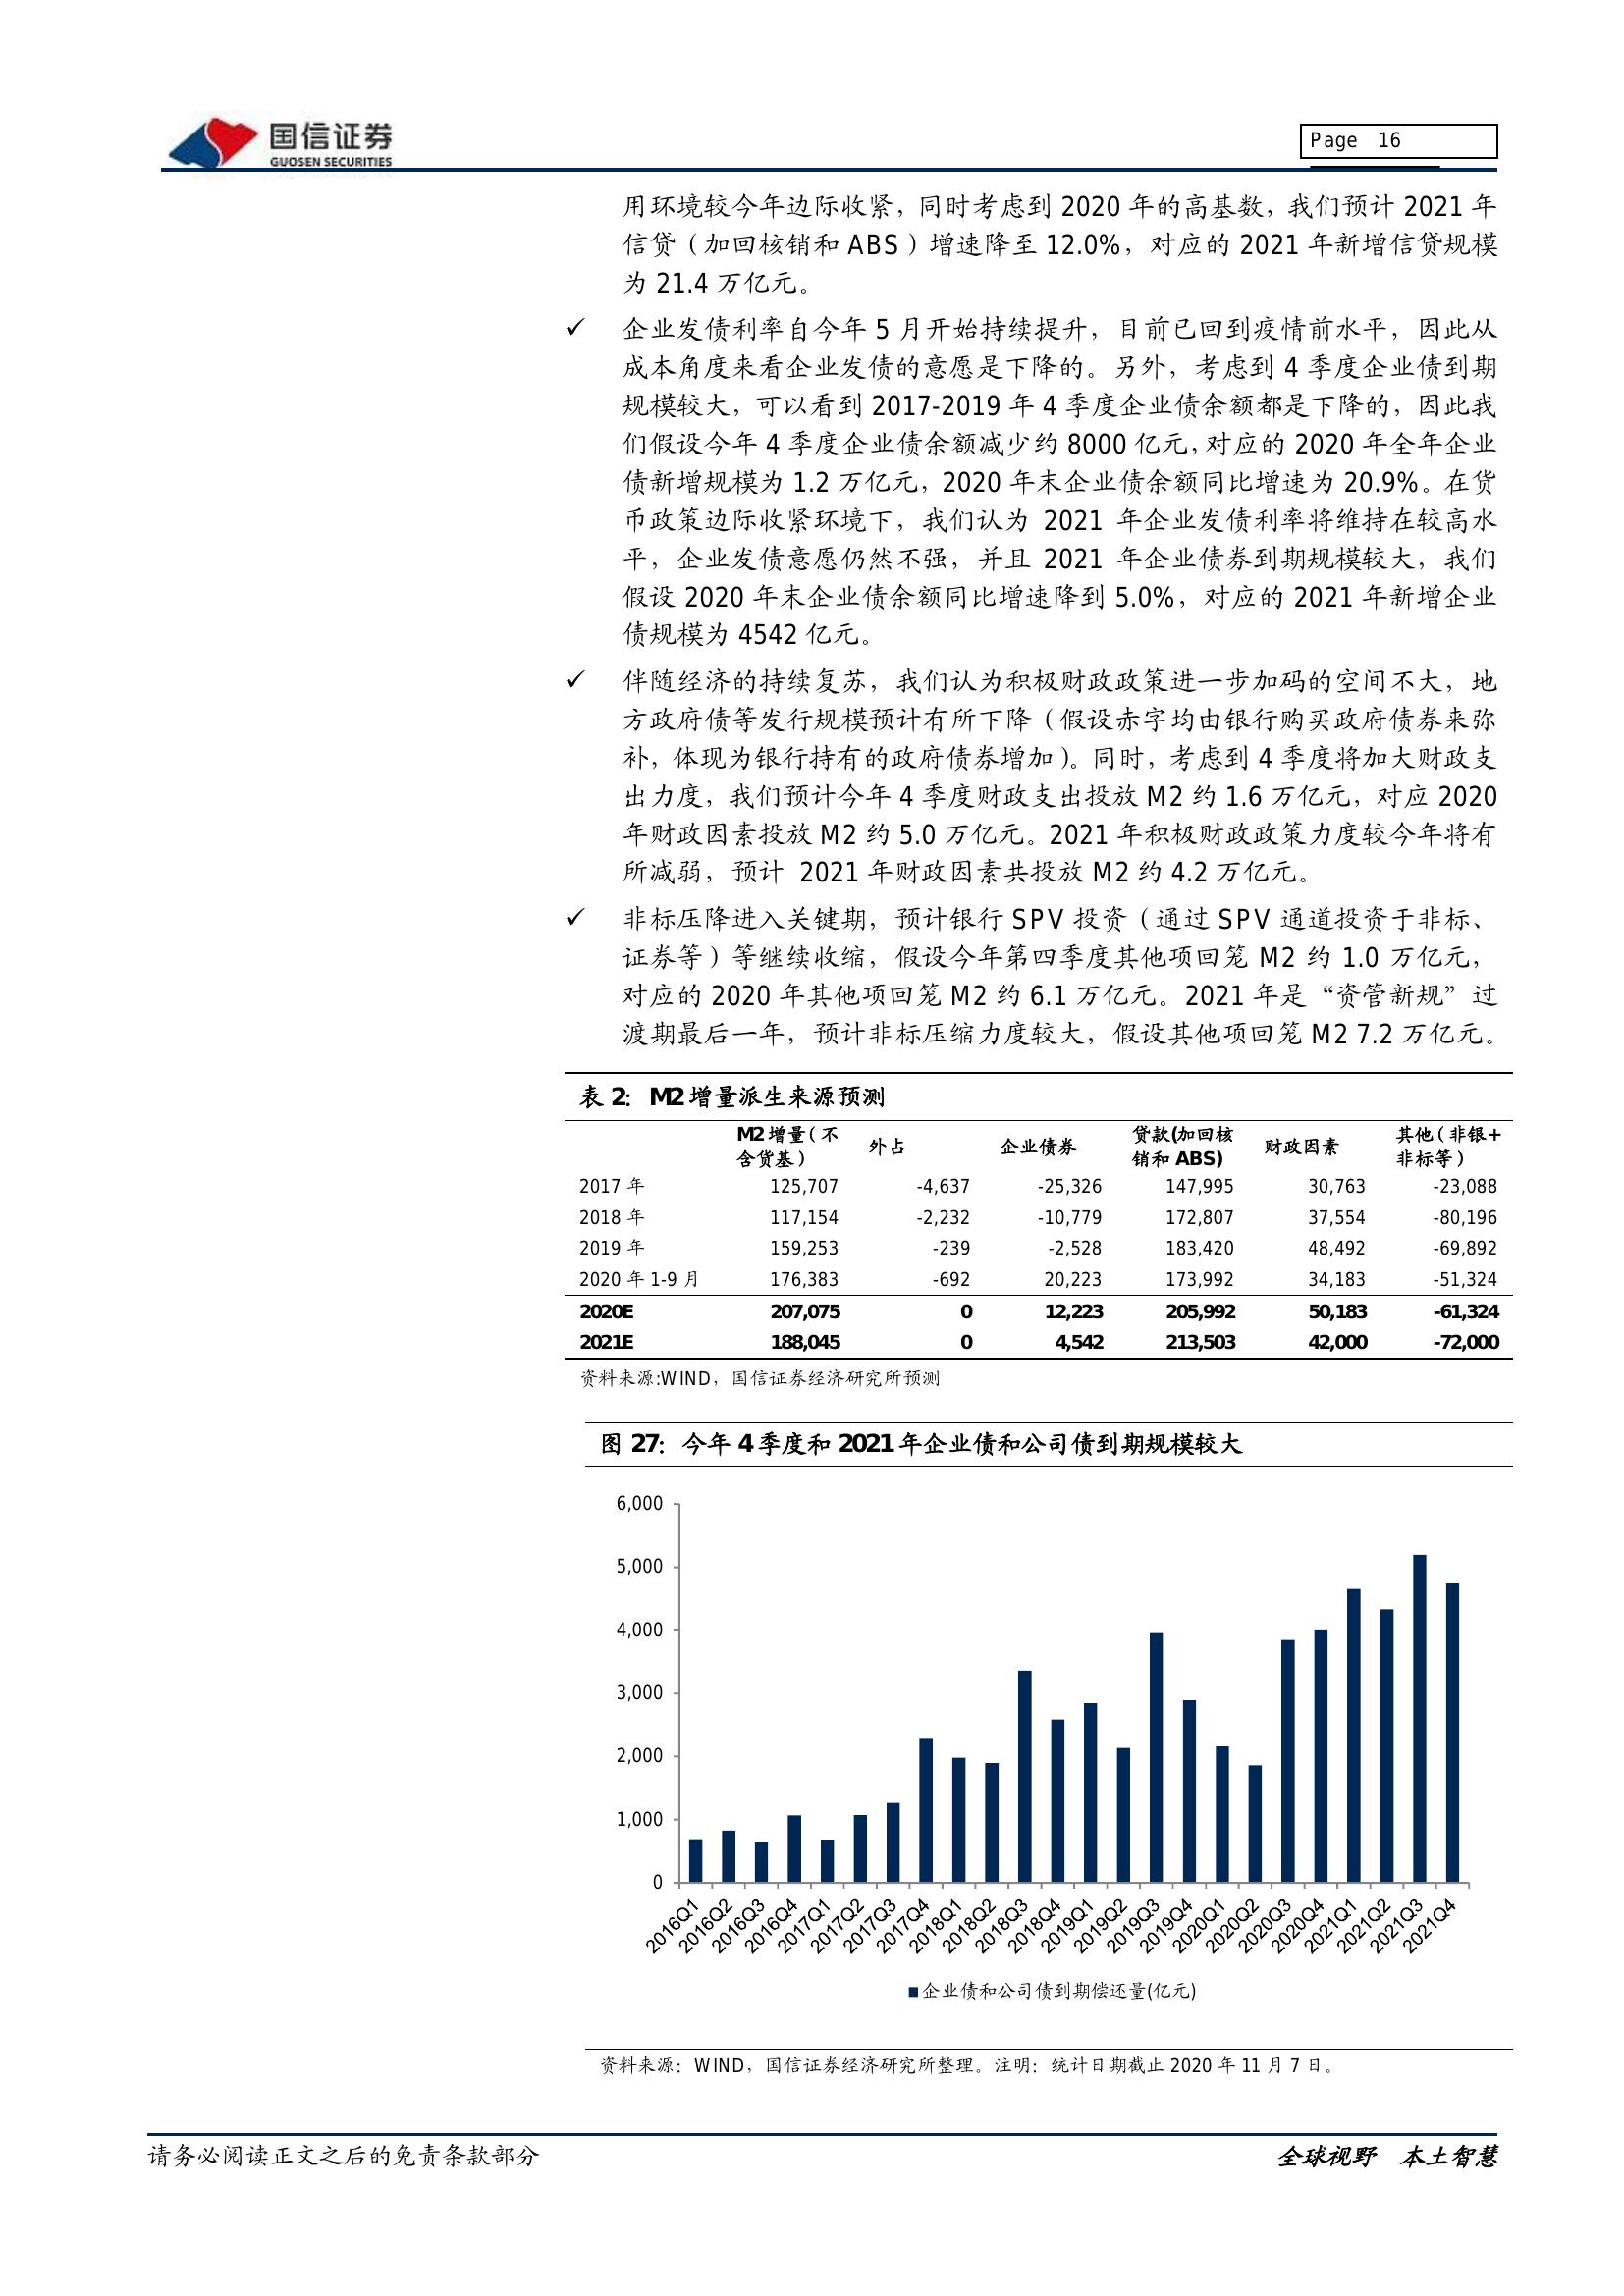 国信证券
GUOSEN SECURITIES
Page 16
用环境较今年边际收紧，同时考虑到 2020 年的高基数，我们预计 2021 年
信贷（加回核销和 ABS）增速降至 12.0%，对应的 2021 年新增信贷规模
为 21.4 万亿元。
✓ 企业发债利率自今年 5 月开始持续提升，目前已回到疫情前水平，因此从
成本角度来看企业发债的意愿是下降的。另外，考虑到 4 季度企业债到期
规模较大，可以看到 2017-2019 年 4 季度企业债余额都是下降的，因此我
们假设今年 4 季度企业债余额减少约 8000 亿元，对应的 2020 年全年企业
债新增规模为 1.2 万亿元，2020 年末企业债余额同比增速为 20.9%。在货
币政策边际收紧环境下，我们认为 2021 年企业发债利率将维持在较高水
平，企业发债意愿仍然不强，并且 2021 年企业债券到期规模较大，我们
假设 2020 年末企业债余额同比增速降到 5.0%，对应的 2021 年新增企业
债规模为 4542 亿元。
✓ 伴随经济的持续复苏，我们认为积极财政政策进一步加码的空间不大，地
方政府债等发行规模预计有所下降（假设赤字均由银行购买政府债券来弥
补，体现为银行持有的政府债券增加）。同时，考虑到 4 季度将加大财政支
出力度，我们预计今年 4 季度财政支出投放 M2 约 1.6 万亿元，对应 2020
年财政因素投放 M2 约 5.0 万亿元。2021 年积极财政政策力度较今年将有
所减弱，预计 2021 年财政因素共投放 M2 约 4.2 万亿元。
✓ 非标压降进入关键期，预计银行 SPV 投资（通过 SPV 通道投资于非标、
证券等）等继续收缩，假设今年第四季度其他项回笼 M2 约 1.0 万亿元，
对应的 2020 年其他项回笼 M2 约 6.1 万亿元。2021 年是“资管新规”过
渡期最后一年，预计非标压缩力度较大，假设其他项回笼 M2 7.2 万亿元。
表 2：M2 增量派生来源预测
M2 增量（不含货基） 外占 企业债券 贷款(加回核销和 ABS) 财政因素 其他（非银+非标等）
2017 年 125,707 -4,637 -25,326 147,995 30,763 -23,088
2018 年 117,154 -2,232 -10,779 172,807 37,554 -80,196
2019 年 159,253 -239 -2,528 183,420 48,492 -69,892
2020 年 1-9 月 176,383 -692 20,223 173,992 34,183 -51,324
2020E 207,075 0 12,223 205,992 50,183 -61,324
2021E 188,045 0 4,542 213,503 42,000 -72,000
资料来源:WIND，国信证券经济研究所预测
图 27：今年 4 季度和 2021 年企业债和公司债到期规模较大
6,000
5,000
4,000
3,000
2,000
1,000
0
2016Q1 2016Q2 2016Q3 2016Q4 2017Q1 2017Q2 2017Q3 2017Q4 2018Q1 2018Q2 2018Q3 2018Q4 2019Q1 2019Q2 2019Q3 2019Q4 2020Q1 2020Q2 2020Q3 2020Q4 2021Q1 2021Q2 2021Q3 2021Q4
企业债和公司债到期偿还量(亿元)
资料来源：WIND，国信证券经济研究所整理。注明：统计日期截止 2020 年 11 月 7 日。
请务必阅读正文之后的免责条款部分
全球视野 本土智慧